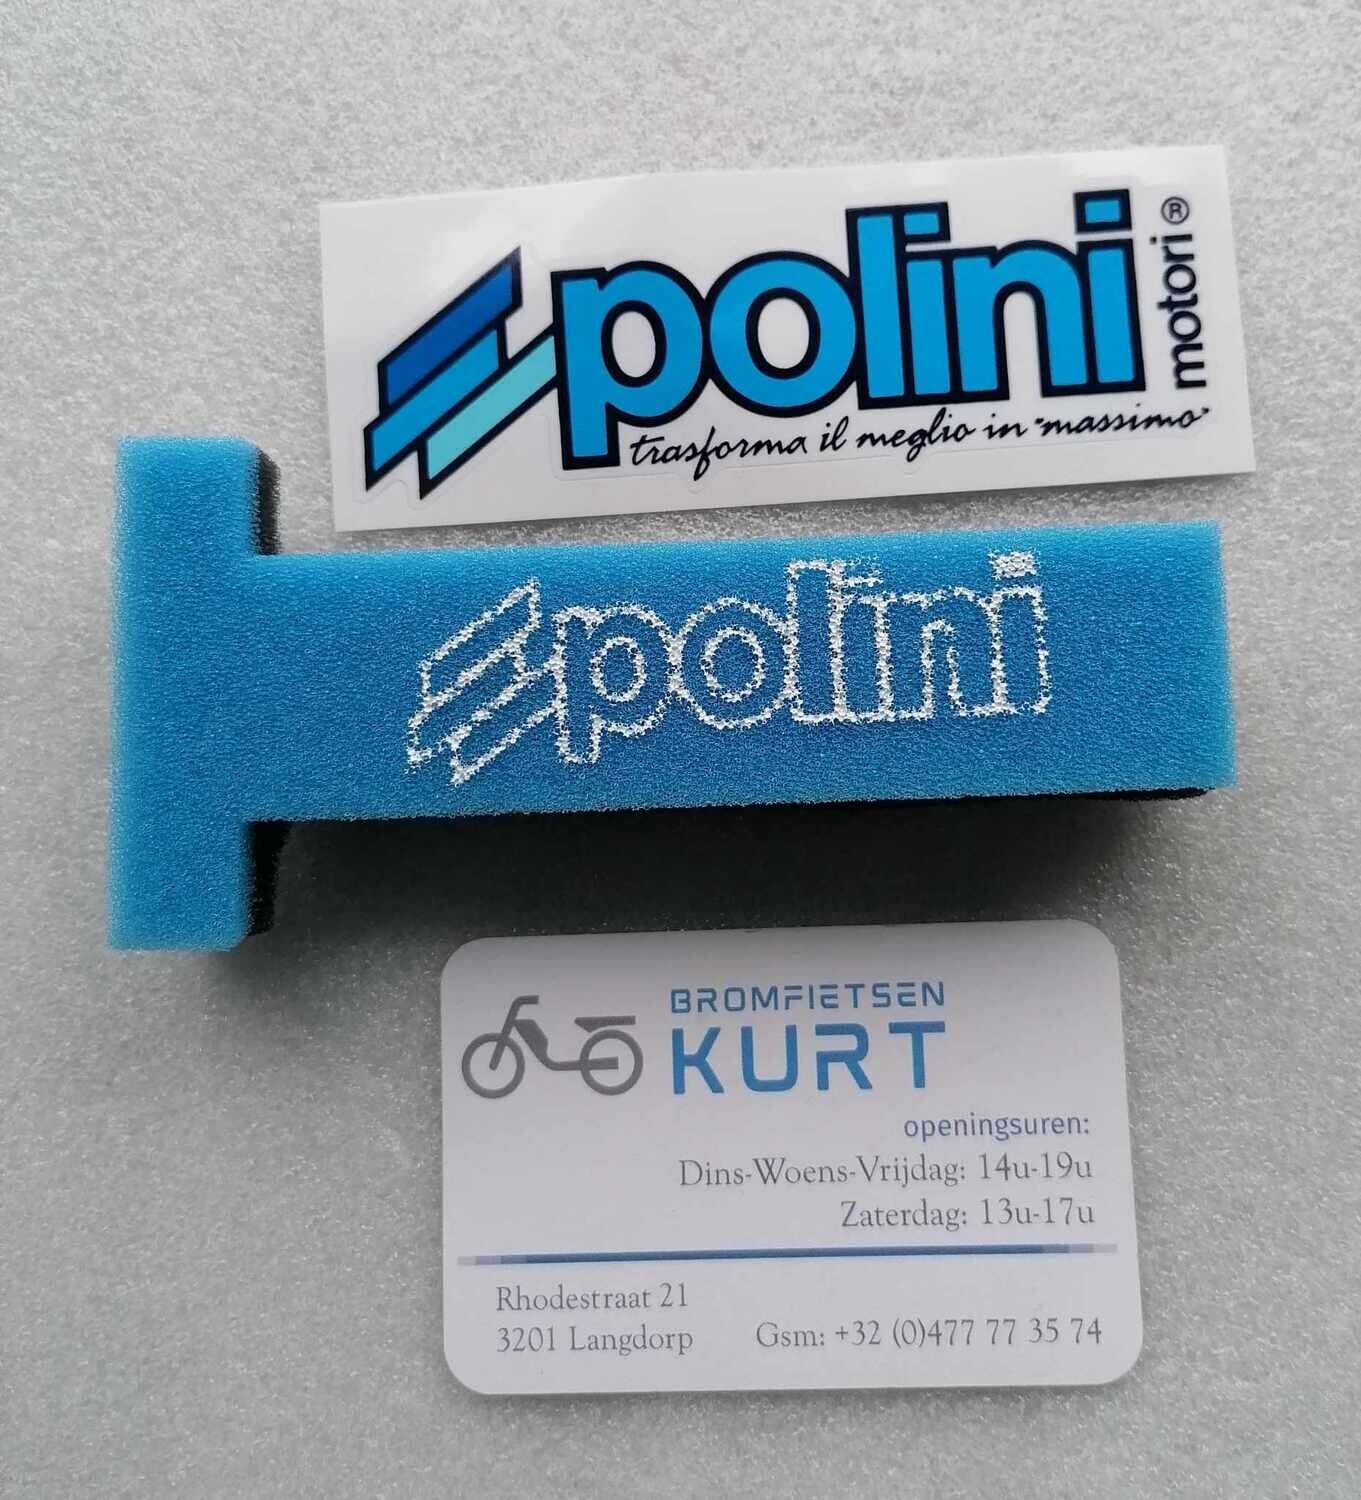 polini motori®
trasforma il meglio in "massimo"
polini
BROMFIETSEN
KURT
openingsuren:
Dins-Woens-Vrijdag: 14u-19u
Zaterdag: 13u-17u
Rhodestraat 21
3201 Langdorp Gsm: +32 (0)477 77 35 74